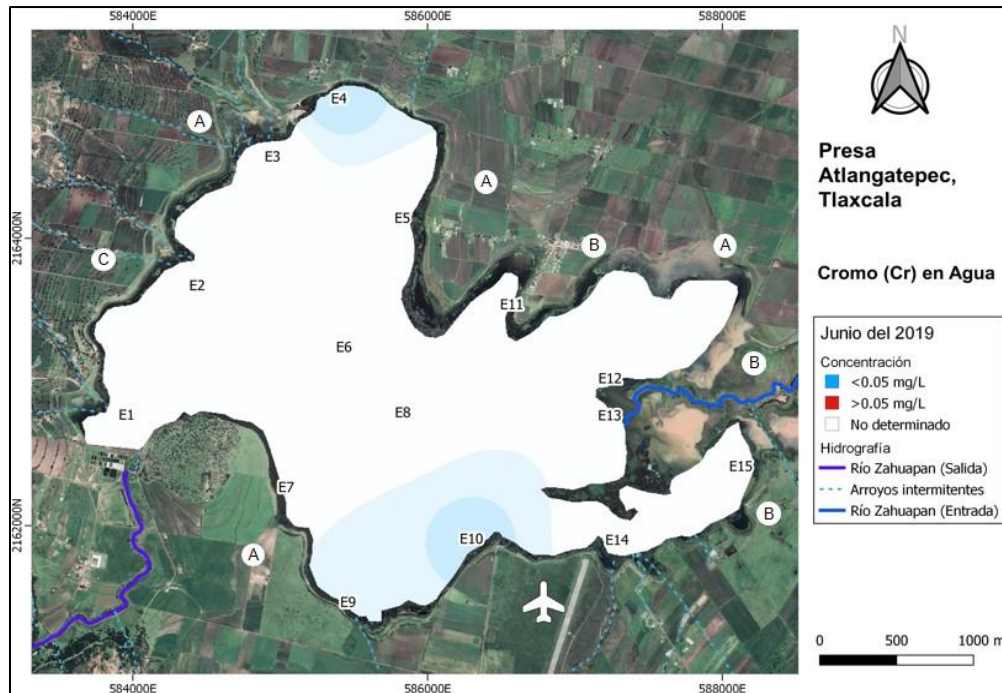 584000E
586000E
588000E
2164000N
2162000N
E4
A
E3
A
E5
C
B
A
E2
E11
E6
B
E12
E8
E13
E1
E15
E7
B
E10
E14
A
E9
584000E
586000E
588000E
N
Presa
Atlangatepec,
Tlaxcala
Cromo (Cr) en Agua
Junio del 2019
Concentración
<0.05 mg/L
>0.05 mg/L
No determinado
Hidrografía
Río Zahuapan (Salida)
Arroyos intermitentes
Río Zahuapan (Entrada)
0 500 1000 m